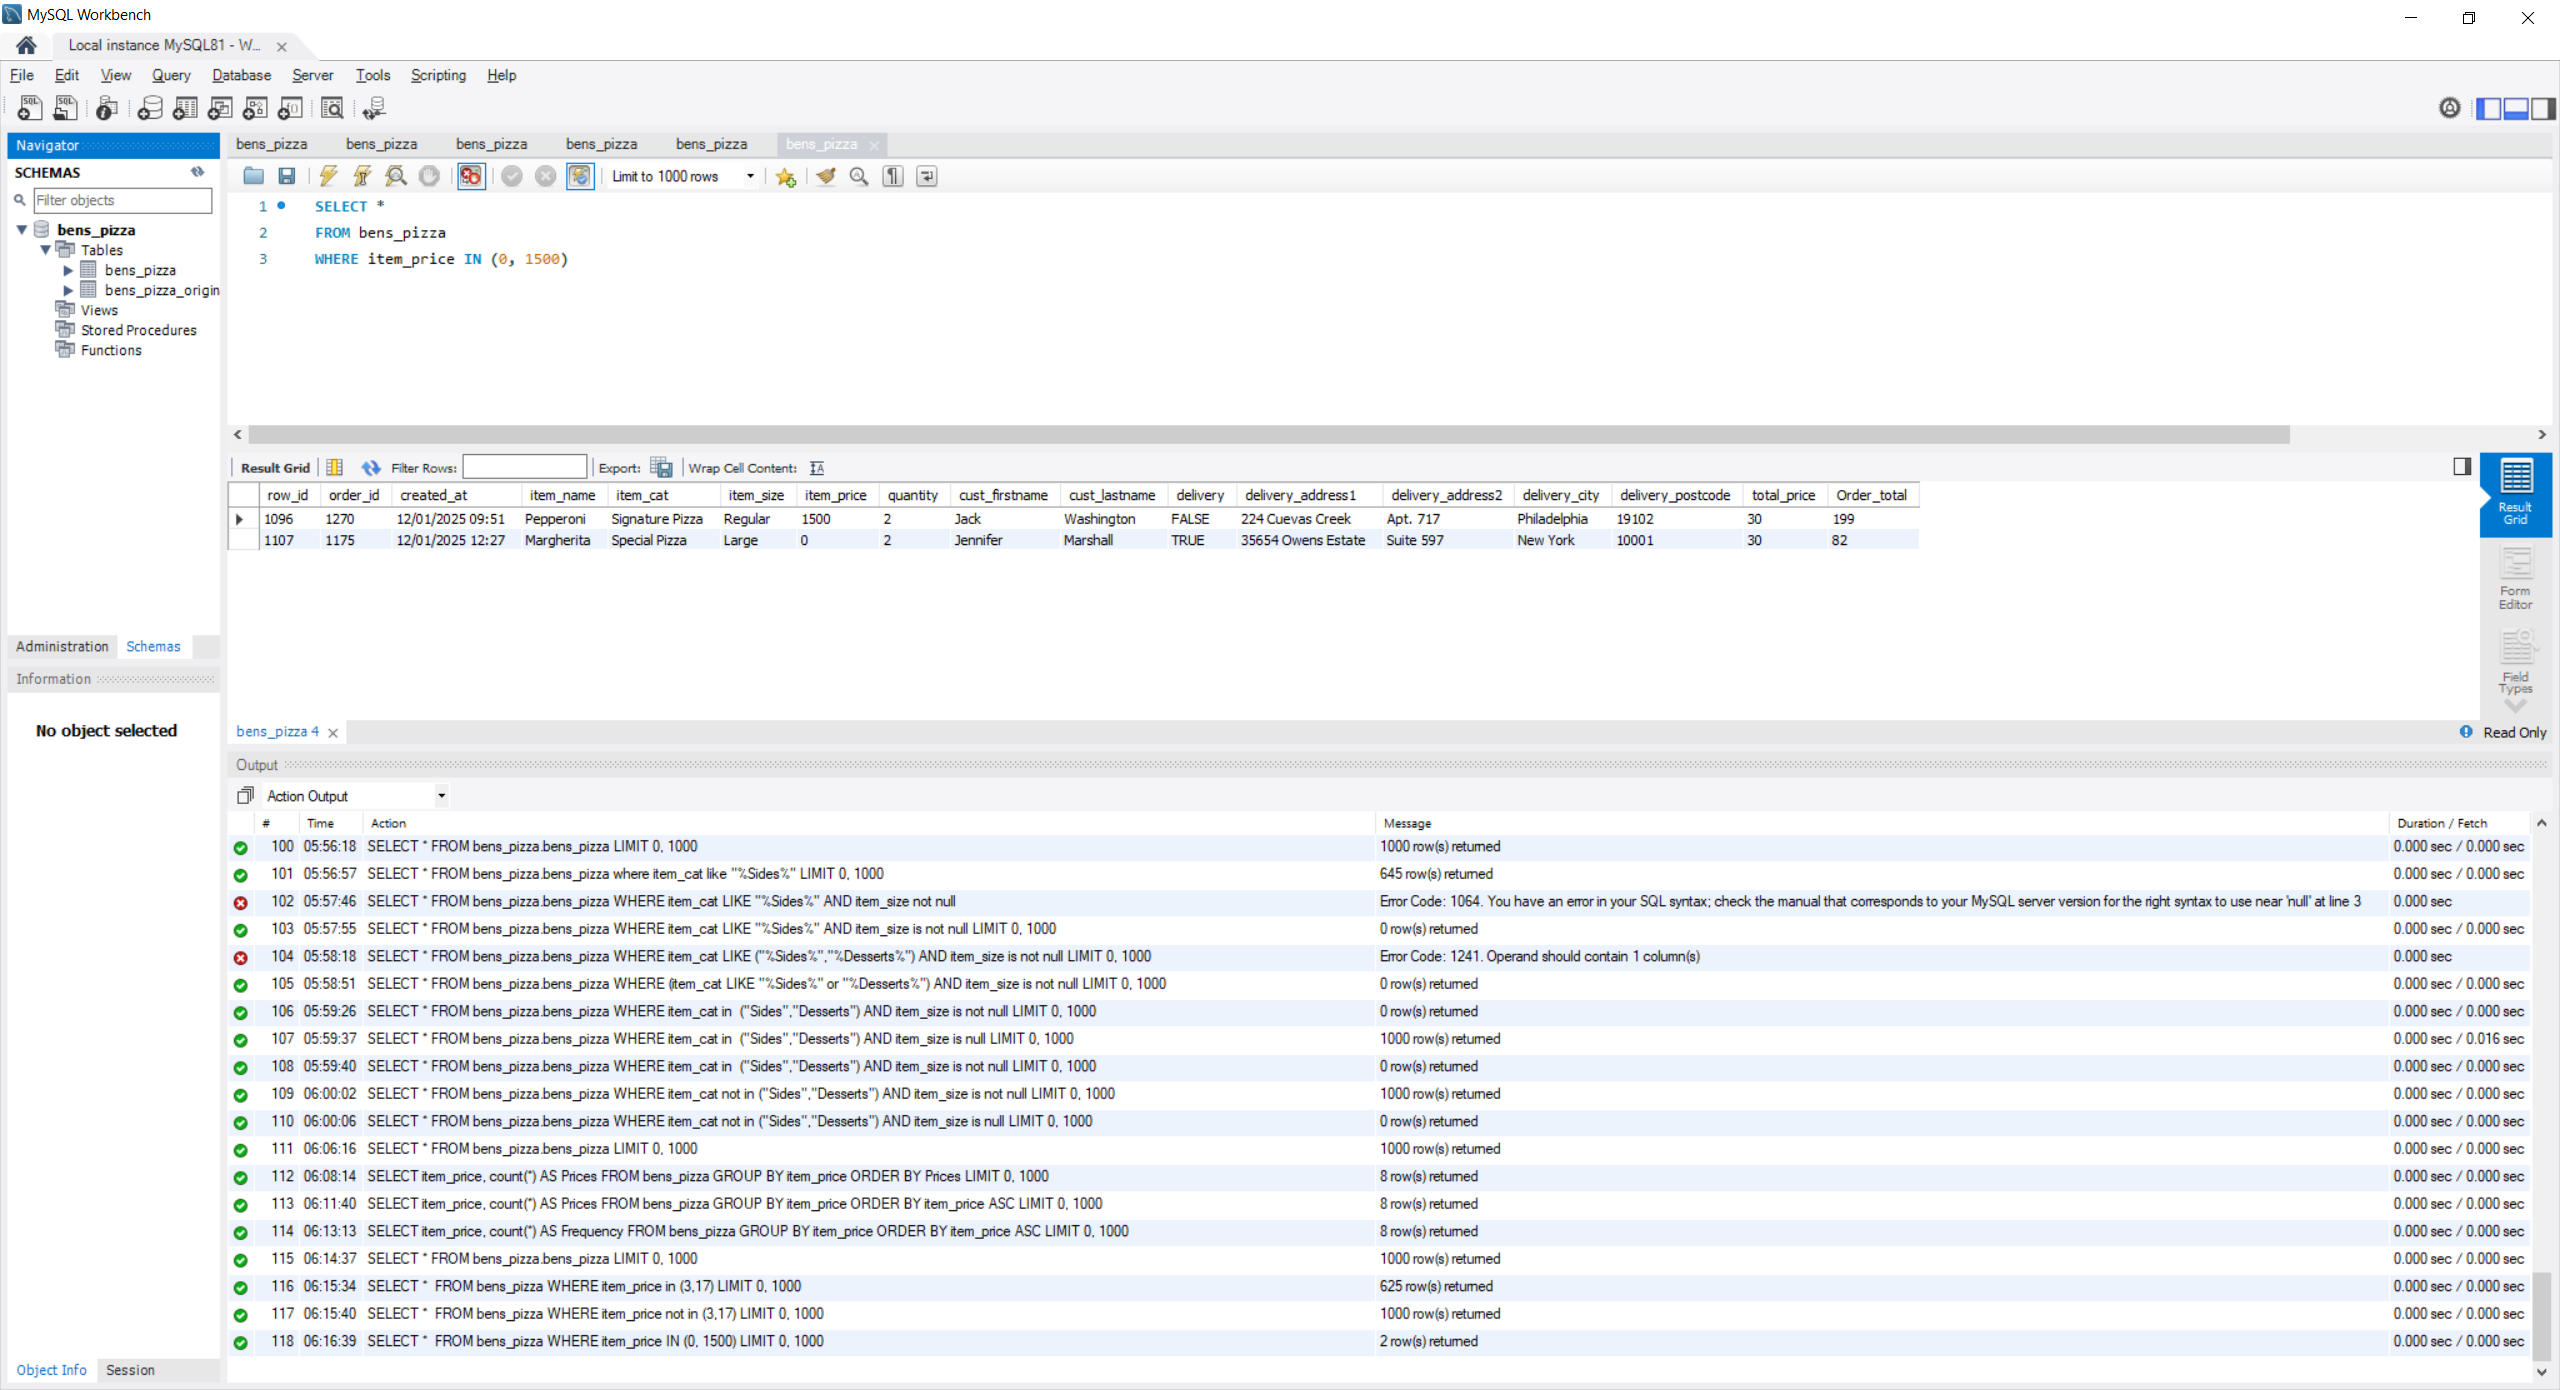 MySQL Workbench
Local instance MySQL81 - W...
File Edit View Query Database Server Tools Scripting Help
Navigator
SCHEMAS
Filter objects
bens_pizza
Tables
bens_pizza
bens_pizza_origin
Views
Stored Procedures
Functions
Administration Schemas
Information
No object selected
Object Info Session
bens_pizza bens_pizza bens_pizza bens_pizza bens_pizza bens_pizza
Limit to 1000 rows
1 SELECT *
2 FROM bens_pizza
3 WHERE item_price IN (0, 1500)
Result Grid Filter Rows: Export: Wrap Cell Content:
row_id order_id created_at item_name item_cat item_size item_price quantity cust_firstname cust_lastname delivery delivery_address1 delivery_address2 delivery_city delivery_postcode total_price Order_total
1096 1270 12/01/2025 09:51 Pepperoni Signature Pizza Regular 1500 2 Jack Washington FALSE 224 Cuevas Creek Apt. 717 Philadelphia 19102 30 199
1107 1175 12/01/2025 12:27 Margherita Special Pizza Large 0 2 Jennifer Marshall TRUE 35654 Owens Estate Suite 597 New York 10001 30 82
Result
Grid
Form
Editor
Field
Types
bens_pizza 4
Read Only
Output
Action Output
# Time Action Message Duration / Fetch
100 05:56:18 SELECT * FROM bens_pizza.bens_pizza LIMIT 0, 1000 1000 row(s) returned 0.000 sec / 0.000 sec
101 05:56:57 SELECT * FROM bens_pizza.bens_pizza where item_cat like "%Sides%" LIMIT 0, 1000 645 row(s) returned 0.000 sec / 0.000 sec
102 05:57:46 SELECT * FROM bens_pizza.bens_pizza WHERE item_cat LIKE "%Sides%" AND item_size not null Error Code: 1064. You have an error in your SQL syntax; check the manual that corresponds to your MySQL server version for the right syntax to use near 'null' at line 3 0.000 sec
103 05:57:55 SELECT * FROM bens_pizza.bens_pizza WHERE item_cat LIKE "%Sides%" AND item_size is not null LIMIT 0, 1000 0 row(s) returned 0.000 sec / 0.000 sec
104 05:58:18 SELECT * FROM bens_pizza.bens_pizza WHERE item_cat LIKE ("%Sides%","%Desserts%") AND item_size is not null LIMIT 0, 1000 Error Code: 1241. Operand should contain 1 column(s) 0.000 sec
105 05:58:51 SELECT * FROM bens_pizza.bens_pizza WHERE (item_cat LIKE "%Sides%" or "%Desserts%") AND item_size is not null LIMIT 0, 1000 0 row(s) returned 0.000 sec / 0.000 sec
106 05:59:26 SELECT * FROM bens_pizza.bens_pizza WHERE item_cat in ("Sides","Desserts") AND item_size is not null LIMIT 0, 1000 0 row(s) returned 0.000 sec / 0.000 sec
107 05:59:37 SELECT * FROM bens_pizza.bens_pizza WHERE item_cat in ("Sides","Desserts") AND item_size is null LIMIT 0, 1000 1000 row(s) returned 0.000 sec / 0.016 sec
108 05:59:40 SELECT * FROM bens_pizza.bens_pizza WHERE item_cat in ("Sides","Desserts") AND item_size is not null LIMIT 0, 1000 0 row(s) returned 0.000 sec / 0.000 sec
109 06:00:02 SELECT * FROM bens_pizza.bens_pizza WHERE item_cat not in ("Sides","Desserts") AND item_size is not null LIMIT 0, 1000 1000 row(s) returned 0.000 sec / 0.000 sec
110 06:00:06 SELECT * FROM bens_pizza.bens_pizza WHERE item_cat not in ("Sides","Desserts") AND item_size is null LIMIT 0, 1000 0 row(s) returned 0.000 sec / 0.000 sec
111 06:06:16 SELECT * FROM bens_pizza.bens_pizza LIMIT 0, 1000 1000 row(s) returned 0.000 sec / 0.000 sec
112 06:08:14 SELECT item_price, count(*) AS Prices FROM bens_pizza GROUP BY item_price ORDER BY Prices LIMIT 0, 1000 8 row(s) returned 0.000 sec / 0.000 sec
113 06:11:40 SELECT item_price, count(*) AS Prices FROM bens_pizza GROUP BY item_price ORDER BY item_price ASC LIMIT 0, 1000 8 row(s) returned 0.000 sec / 0.000 sec
114 06:13:13 SELECT item_price, count(*) AS Frequency FROM bens_pizza GROUP BY item_price ORDER BY item_price ASC LIMIT 0, 1000 8 row(s) returned 0.000 sec / 0.000 sec
115 06:14:37 SELECT * FROM bens_pizza.bens_pizza LIMIT 0, 1000 1000 row(s) returned 0.000 sec / 0.000 sec
116 06:15:34 SELECT * FROM bens_pizza WHERE item_price in (3,17) LIMIT 0, 1000 625 row(s) returned 0.000 sec / 0.000 sec
117 06:15:40 SELECT * FROM bens_pizza WHERE item_price not in (3,17) LIMIT 0, 1000 1000 row(s) returned 0.000 sec / 0.000 sec
118 06:16:39 SELECT * FROM bens_pizza WHERE item_price IN (0, 1500) LIMIT 0, 1000 2 row(s) returned 0.000 sec / 0.000 sec